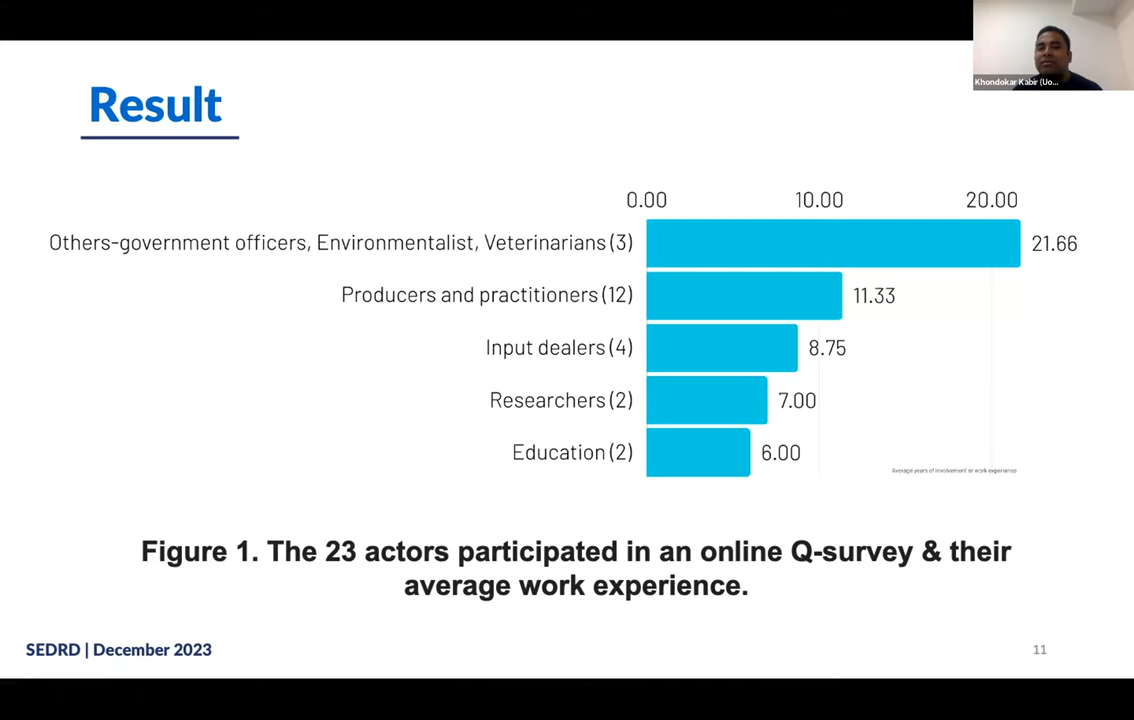 Khondokar Kabir (Uo...
Result
0.00 10.00 20.00
Others-government officers, Environmentalist, Veterinarians (3) 21.66
Producers and practitioners (12) 11.33
Input dealers (4) 8.75
Researchers (2) 7.00
Education (2) 6.00
Average years of involvement or work experience
Figure 1. The 23 actors participated in an online Q-survey & their
average work experience.
SEDRD | December 2023 11